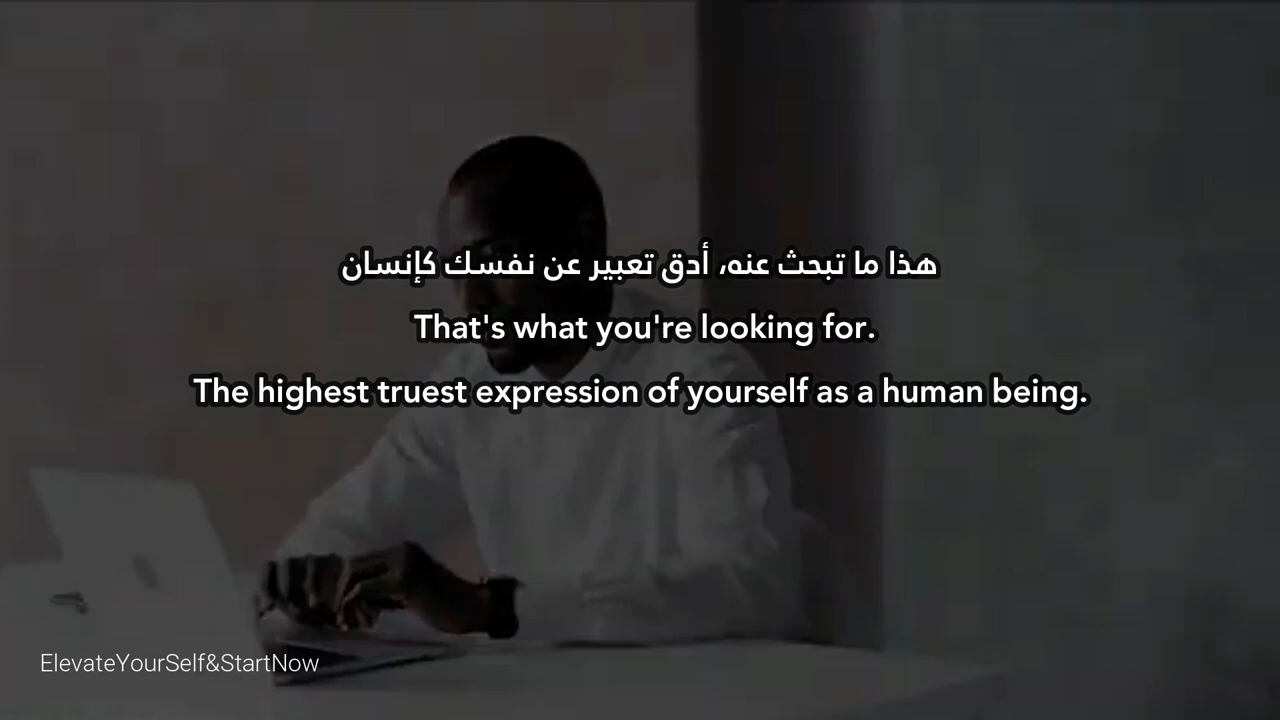 هذا ما تبحث عنه، أدق تعبير عن نفسك كإنسان
That's what you're looking for.
The highest truest expression of yourself as a human being.
ElevateYourSelf&StartNow